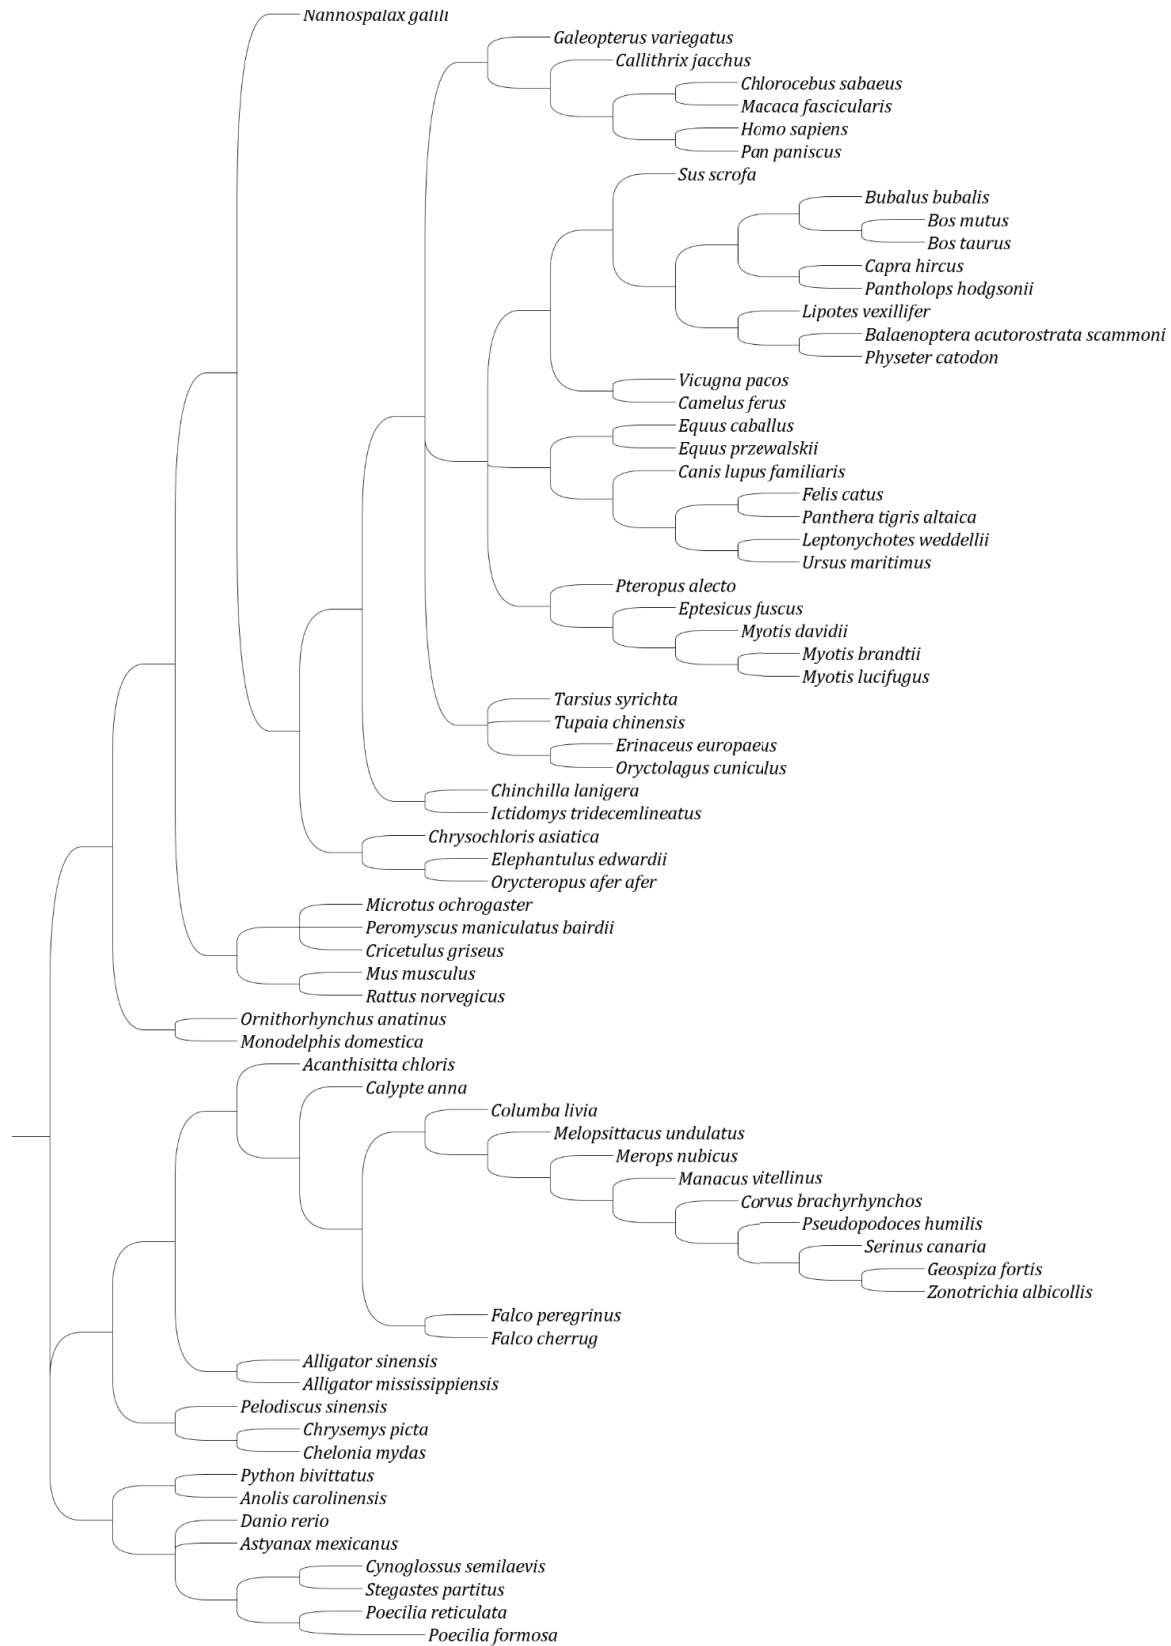 Nannospalax galili
Galeopterus variegatus
Callithrix jacchus
Chlorocebus sabaeus
Macaca fascicularis
Homo sapiens
Pan paniscus
Sus scrofa
Bubalus bubalis
Bos mutus
Bos taurus
Capra hircus
Pantholops hodgsonii
Lipotes vexillifer
Balaenoptera acutorostrata scammoni
Physeter catodon
Vicugna pacos
Camelus ferus
Equus caballus
Equus przewalskii
Canis lupus familiaris
Felis catus
Panthera tigris altaica
Leptonychotes weddellii
Ursus maritimus
Pteropus alecto
Eptesicus fuscus
Myotis davidii
Myotis brandtii
Myotis lucifugus
Tarsius syrichta
Tupaia chinensis
Erinaceus europaeus
Oryctolagus cuniculus
Chinchilla lanigera
Ictidomys tridecemlineatus
Chrysochloris asiatica
Elephantulus edwardii
Orycteropus afer afer
Microtus ochrogaster
Peromyscus maniculatus bairdii
Cricetulus griseus
Mus musculus
Rattus norvegicus
Ornithorhynchus anatinus
Monodelphis domestica
Acanthisitta chloris
Calypte anna
Columba livia
Melopsittacus undulatus
Merops nubicus
Manacus vitellinus
Corvus brachyrhynchos
Pseudopodoces humilis
Serinus canaria
Geospiza fortis
Zonotrichia albicollis
Falco peregrinus
Falco cherrug
Alligator sinensis
Alligator mississippiensis
Pelodiscus sinensis
Chrysemys picta
Chelonia mydas
Python bivittatus
Anolis carolinensis
Danio rerio
Astyanax mexicanus
Cynoglossus semilaevis
Stegastes partitus
Poecilia reticulata
Poecilia formosa